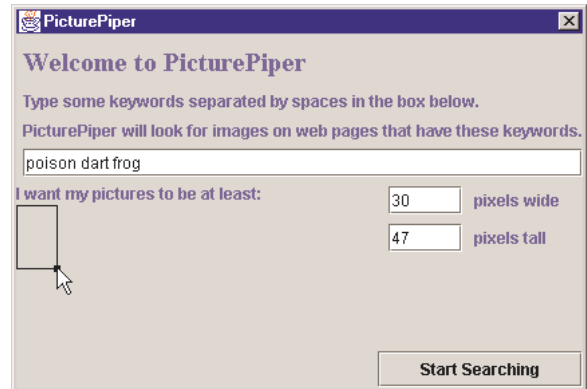 PicturePiper
Welcome to PicturePiper
Type some keywords separated by spaces in the box below.
PicturePiper will look for images on web pages that have these keywords.
poison dart frog
I want my pictures to be at least:
30 pixels wide
47 pixels tall
Start Searching